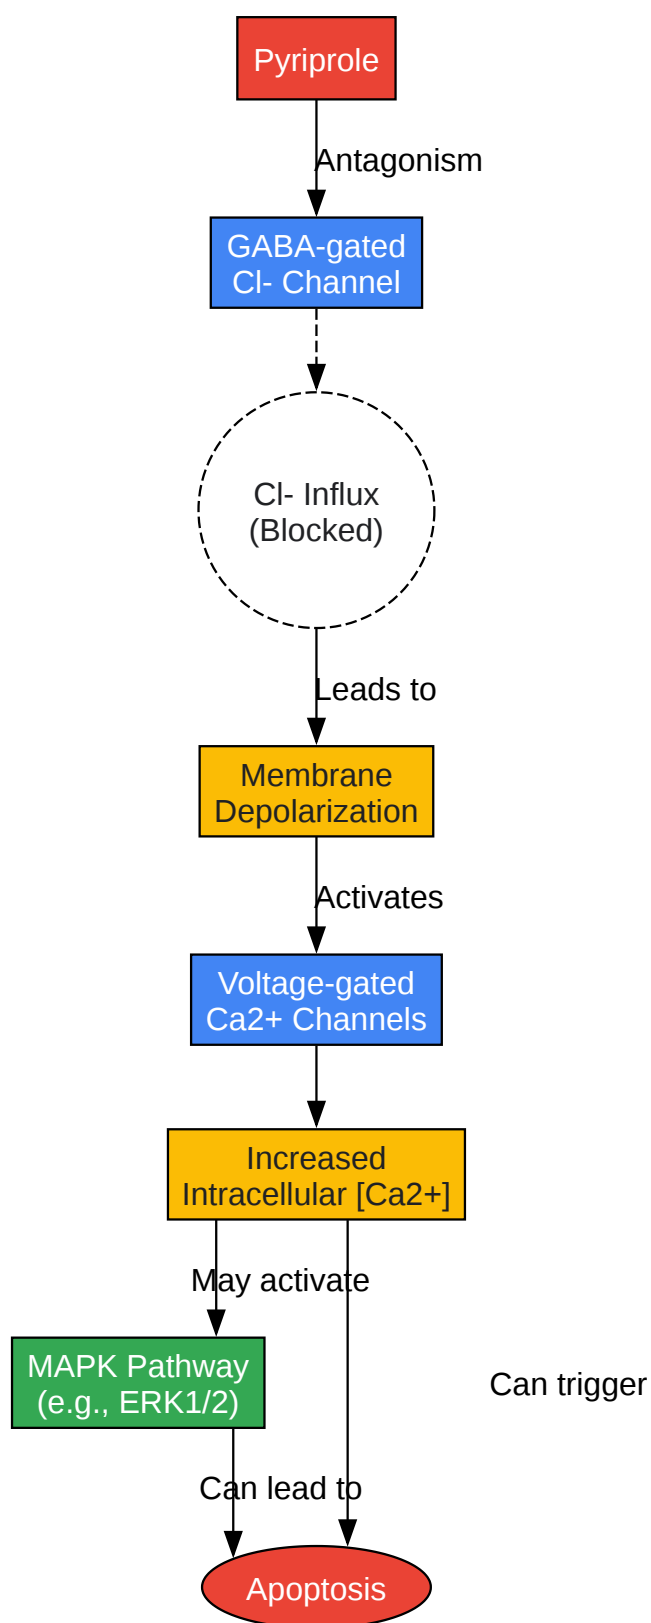 Pyriprole
Antagonism
GABA-gated
Cl- Channel
Cl- Influx
(Blocked)
Leads to
Membrane
Depolarization
Activates
Voltage-gated
Ca2+ Channels
Increased
Intracellular [Ca2+]
May activate
MAPK Pathway
(e.g., ERK1/2)
Can trigger
Can lead to
Apoptosis